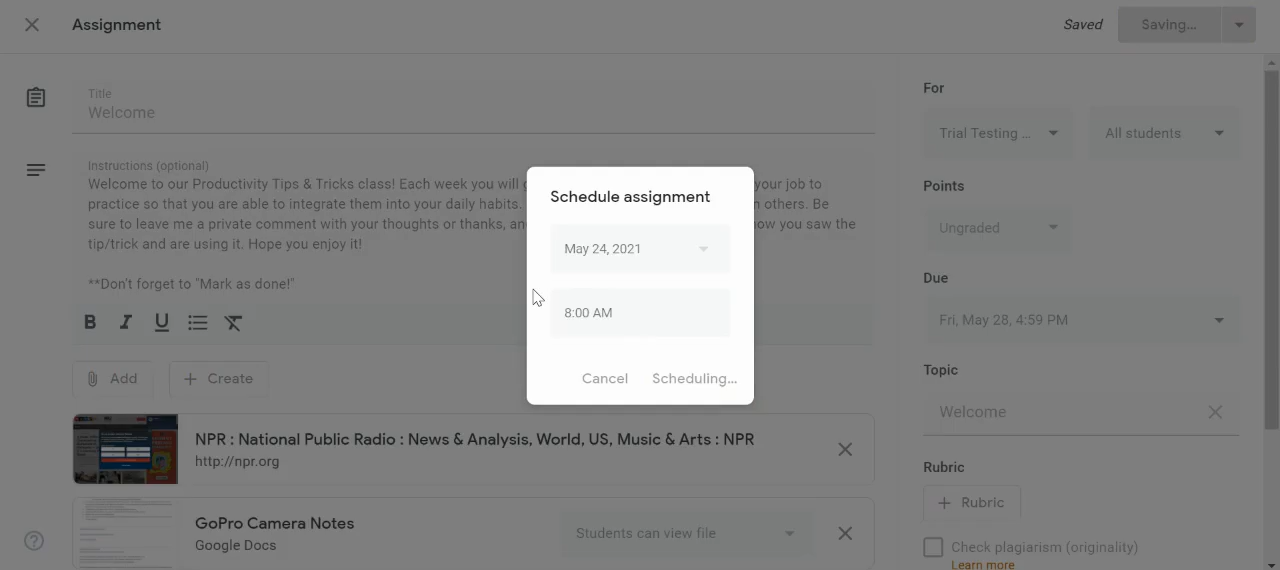 Assignment
Saved
Saving...
Title
Welcome
Instructions (optional)
Welcome to our Productivity Tips & Tricks class! Each week you will your job to
practice so that you are able to integrate them into your daily habits. others. Be
sure to leave me a private comment with your thoughts or thanks, you saw the
tip/trick and are using it. Hope you enjoy it!
**Don't forget to "Mark as done!"
B I U
Add
Create
NPR : National Public Radio : News & Analysis, World, US, Music & Arts : NPR
http://npr.org
GoPro Camera Notes
Google Docs
Students can view file
Schedule assignment
May 24, 2021
8:00 AM
Cancel
Scheduling...
For
Trial Testing ...
All students
Points
Ungraded
Due
Fri, May 28, 4:59 PM
Topic
Welcome
Rubric
Rubric
Check plagiarism (originality)
Learn more